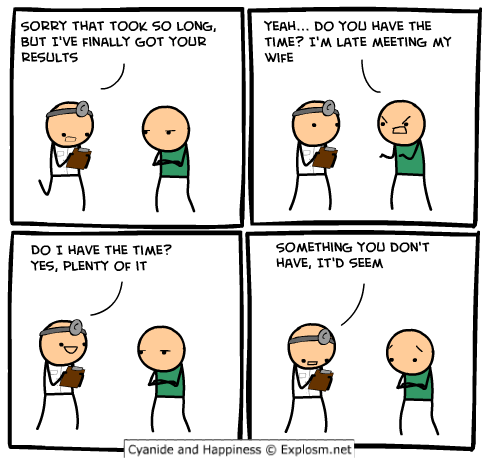 SORRY THAT TOOK SO LONG,
BUT I'VE FINALLY GOT YOUR
RESULTS
YEAH... DO YOU HAVE THE
TIME? I'M LATE MEETING MY
WIFE
DO I HAVE THE TIME?
YES, PLENTY OF IT
SOMETHING YOU DON'T
HAVE, IT'D SEEM
Cyanide and Happiness © Explosm.net